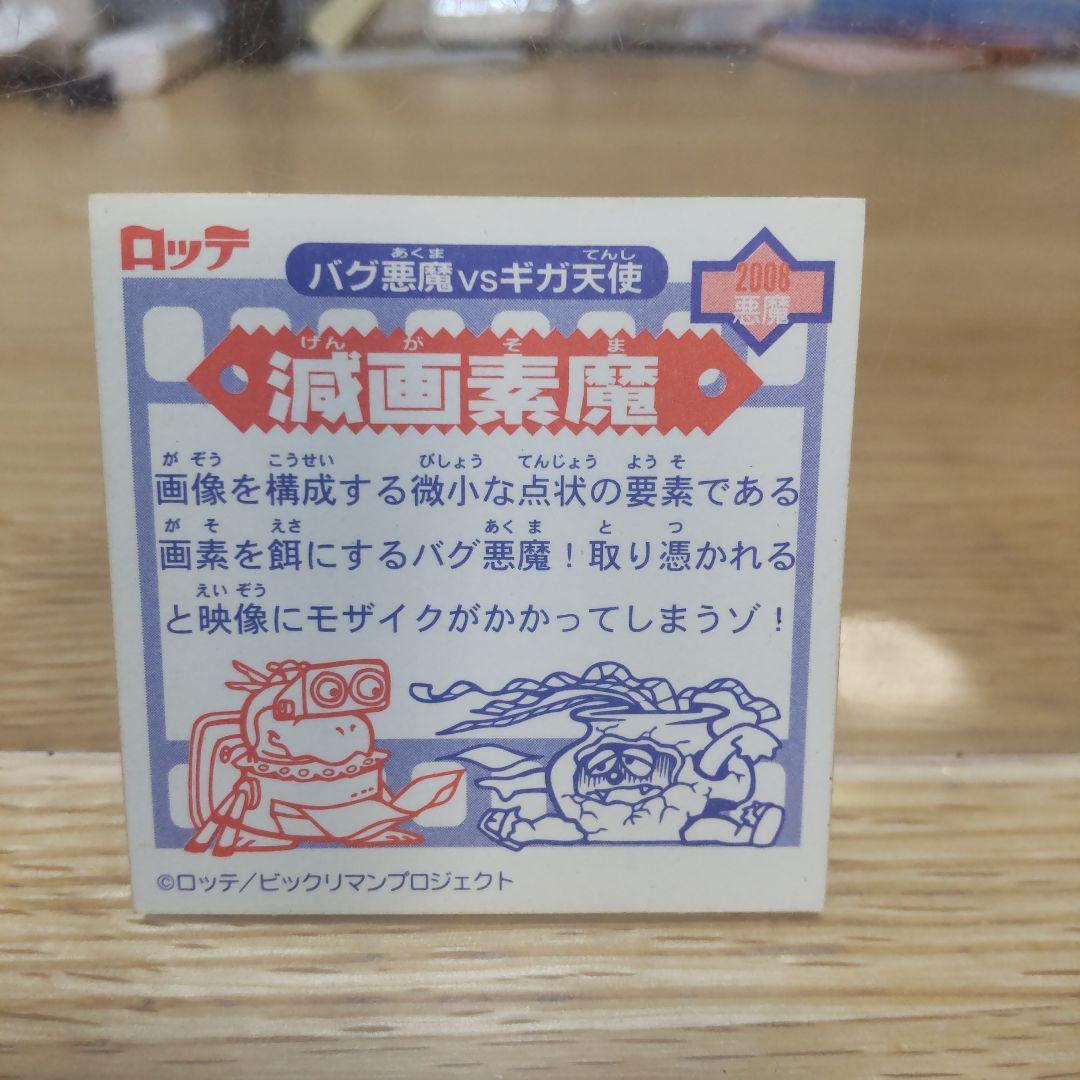 ロッテ
あくま てんし
バグ悪魔vsギガ天使
2008
悪魔
げん が そ ま
減画素魔
が ぞう こうせい びしょう てんじょう よう そ
画像を構成する微小な点状の要素である
が そ えさ あく ま と つ
画素を餌にするバグ悪魔！取り憑かれる
えい ぞう
と映像にモザイクがかかってしまうゾ！
©ロッテ/ビックリマンプロジェクト